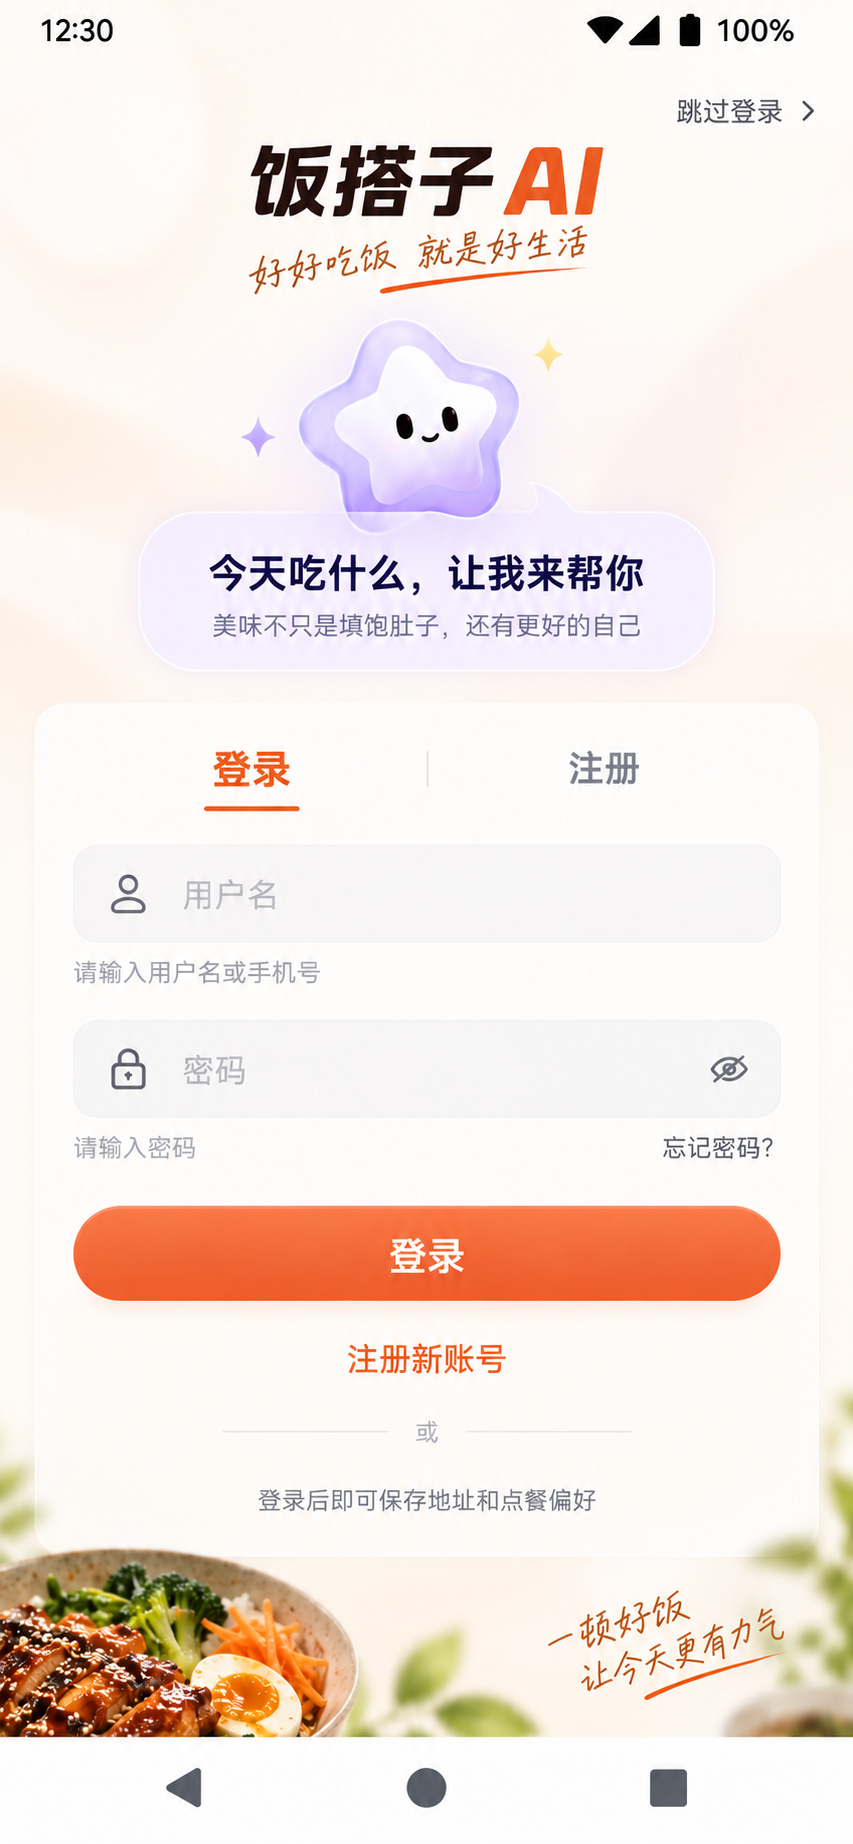 12:30
100%
跳过登录
饭搭子AI
好好吃饭 就是好生活
今天吃什么，让我来帮你
美味不只是填饱肚子，还有更好的自己
登录
注册
用户名
请输入用户名或手机号
密码
请输入密码
忘记密码？
登录
注册新账号
或
登录后即可保存地址和点餐偏好
一顿好饭
让今天更有力气